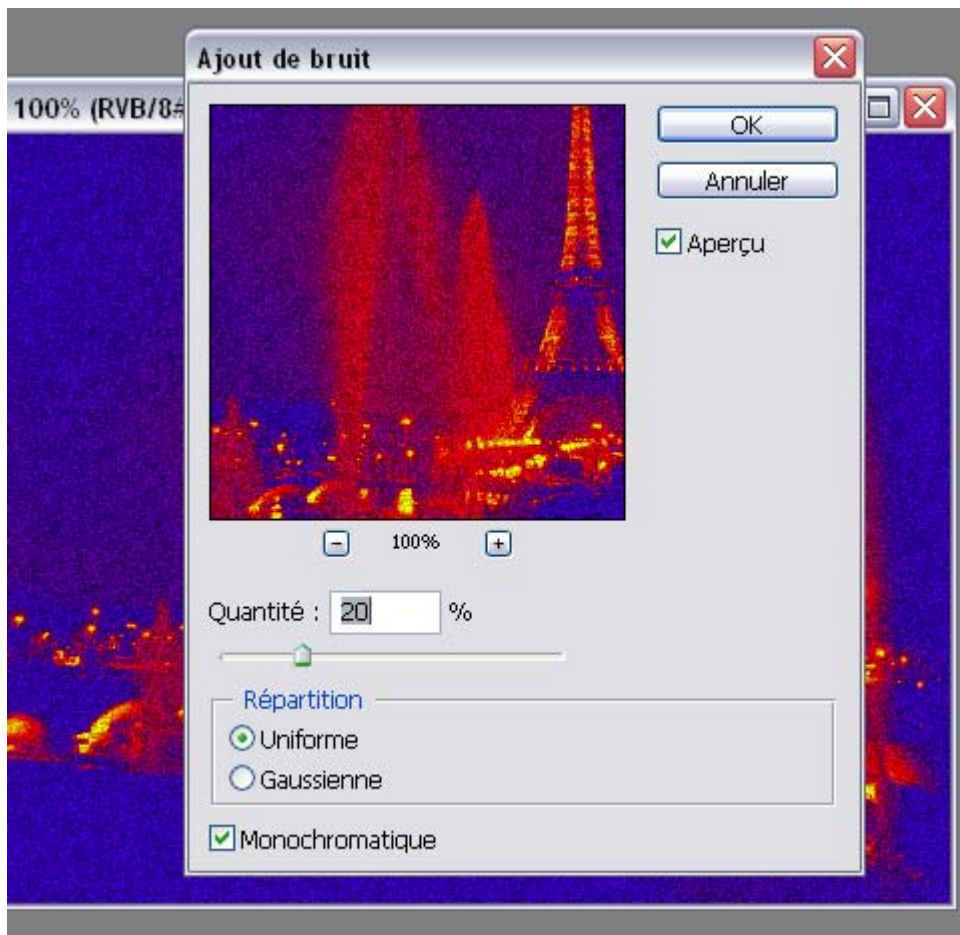 Ajout de bruit
100% (RVB/8#
OK
Annuler
Aperçu
100%
Quantité : 20 %
Répartition
Uniforme
Gaussienne
Monochromatique